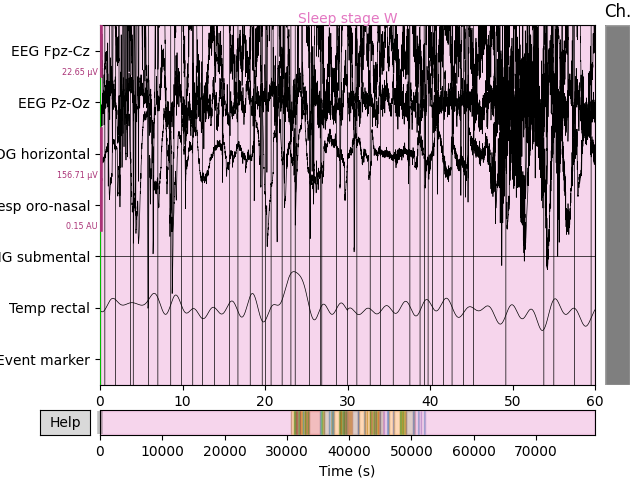 Sleep stage W
Ch.
EEG Fpz-Cz
22.65 µV
EEG Pz-Oz
OG horizontal
156.71 µV
esp oro-nasal
0.15 AU
IG submental
Temp rectal
Event marker
0 10 20 30 40 50 60
Help
0 10000 20000 30000 40000 50000 60000 70000
Time (s)